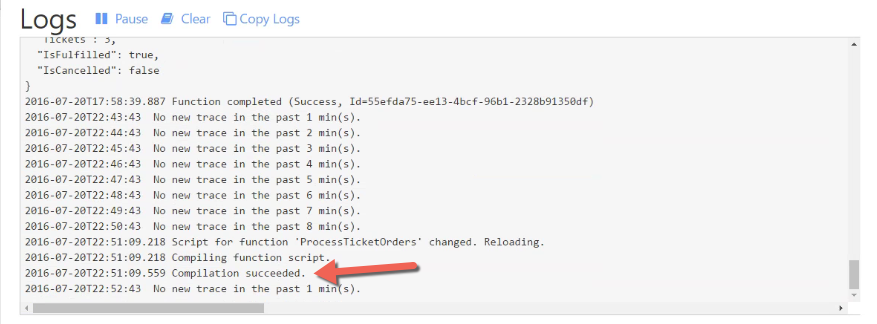 Logs Pause Clear Copy Logs
"Tickets": 3,
"IsFulfilled": true,
"IsCancelled": false
}
2016-07-20T17:58:39.887 Function completed (Success, Id=55efda75-ee13-4bcf-96b1-2328b91350df)
2016-07-20T22:43:43 No new trace in the past 1 min(s).
2016-07-20T22:44:43 No new trace in the past 2 min(s).
2016-07-20T22:45:43 No new trace in the past 3 min(s).
2016-07-20T22:46:43 No new trace in the past 4 min(s).
2016-07-20T22:47:43 No new trace in the past 5 min(s).
2016-07-20T22:48:43 No new trace in the past 6 min(s).
2016-07-20T22:49:43 No new trace in the past 7 min(s).
2016-07-20T22:50:43 No new trace in the past 8 min(s).
2016-07-20T22:51:09.218 Script for function 'ProcessTicketOrders' changed. Reloading.
2016-07-20T22:51:09.218 Compiling function script.
2016-07-20T22:51:09.559 Compilation succeeded.
2016-07-20T22:52:43 No new trace in the past 1 min(s).